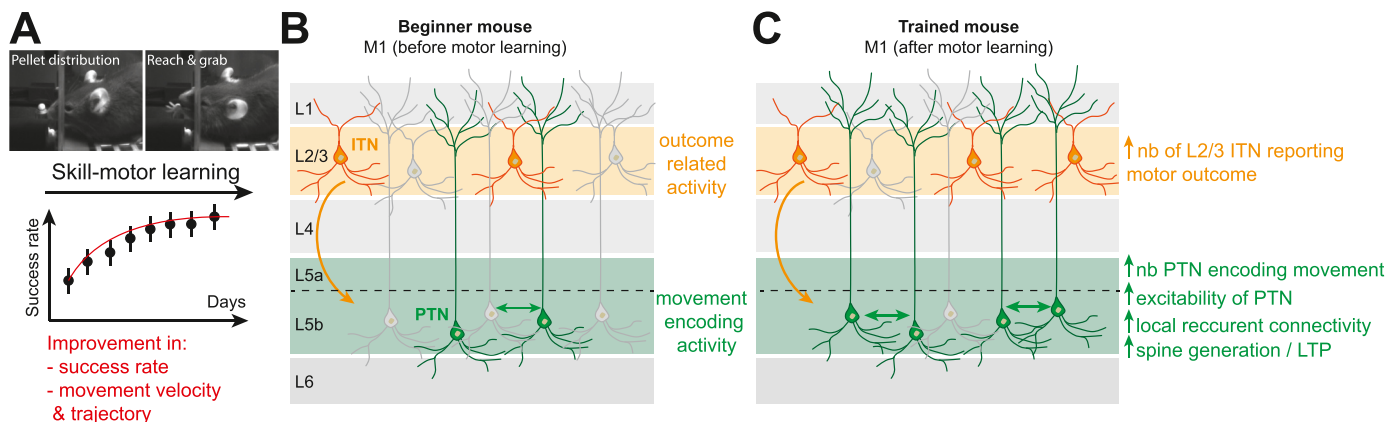 A
Pellet distribution
Reach & grab
Skill-motor learning
Success rate
Days
Improvement in:
- success rate
- movement velocity
& trajectory
B
Beginner mouse
M1 (before motor learning)
L1
L2/3
L4
L5a
L5b
L6
ITN
PTN
outcome
related
activity
movement
encoding
activity
C
Trained mouse
M1 (after motor learning)
nb of L2/3 ITN reporting
motor outcome
nb PTN encoding movement
excitability of PTN
local reccurent connectivity
spine generation / LTP